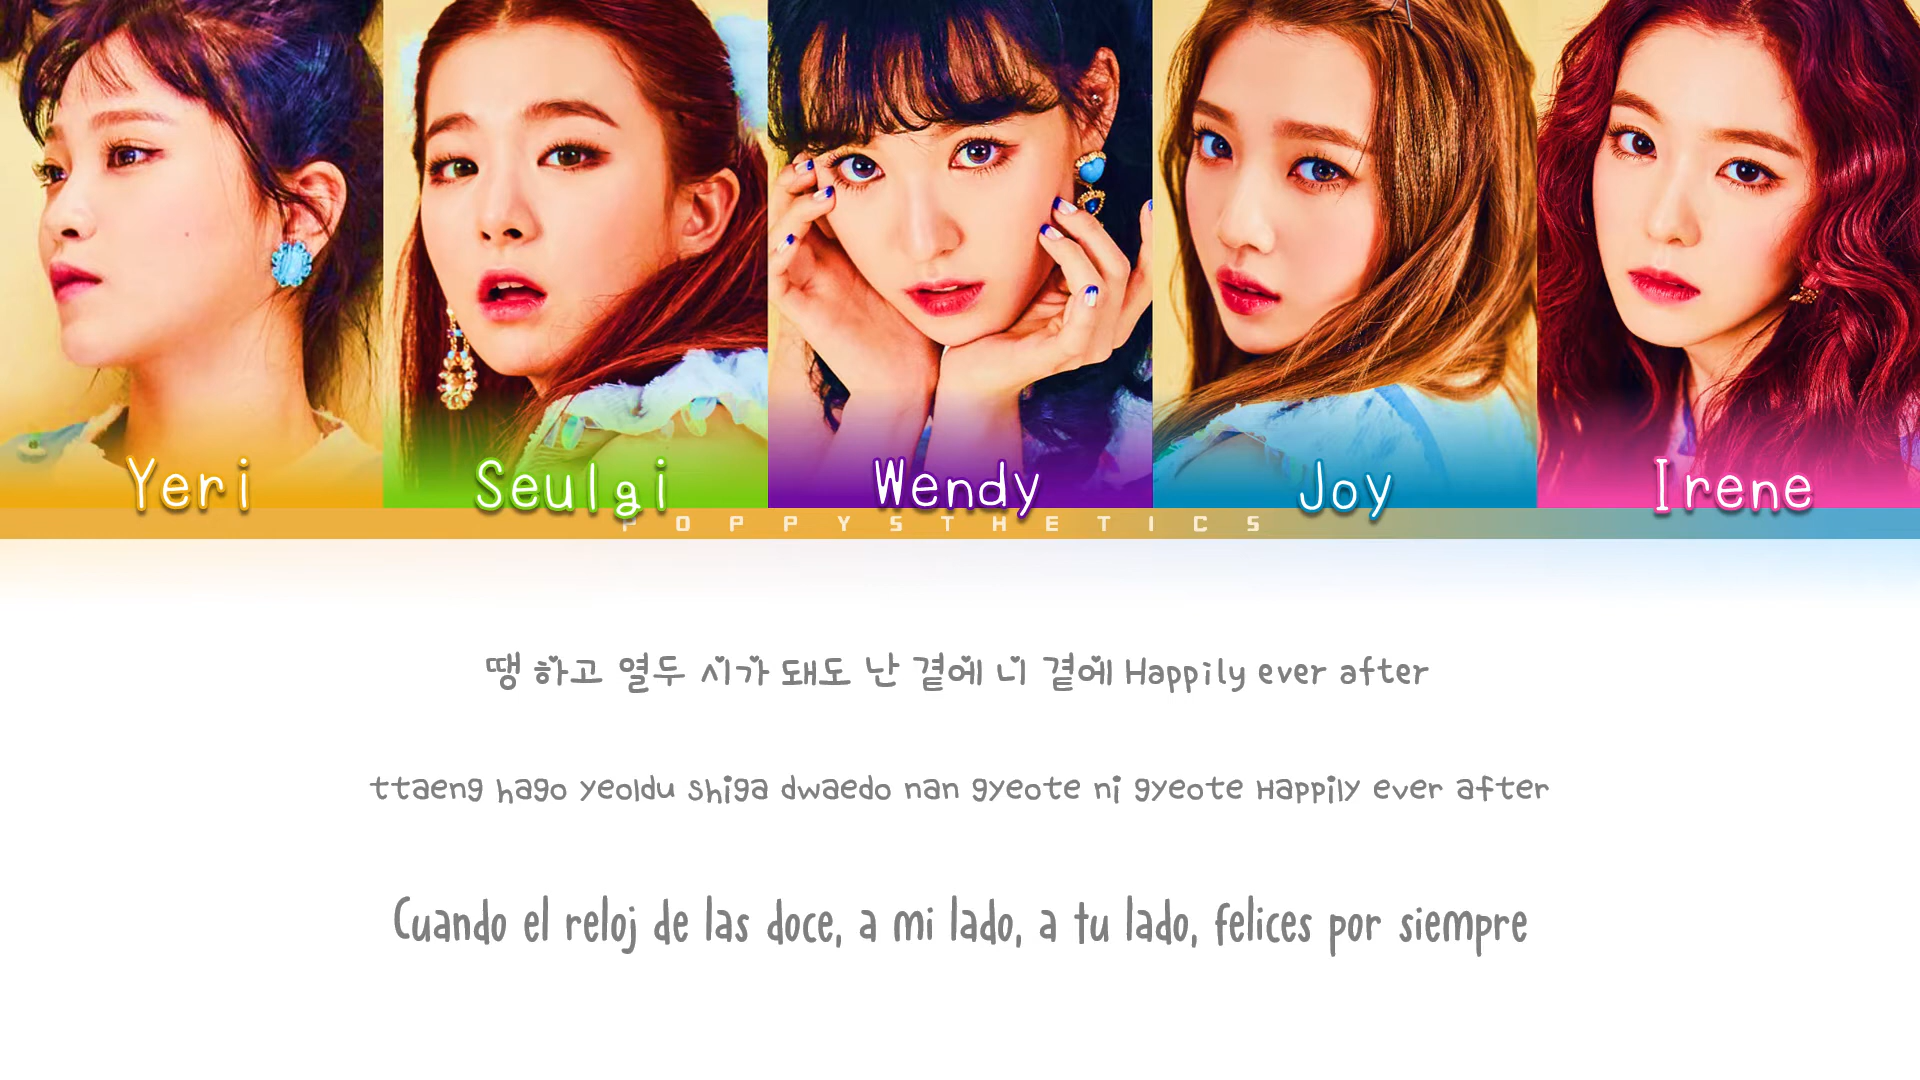 Yeri Seulgi Wendy Joy Irene
POPPYSTHETICS
땡 하고 열두 시가 돼도 난 곁에 니 곁에 Happily ever after
ttaeng hago yeoldu shiga dwaedo nan gyeote ni gyeote Happily ever after
Cuando el reloj de las doce, a mi lado, a tu lado, felices por siempre